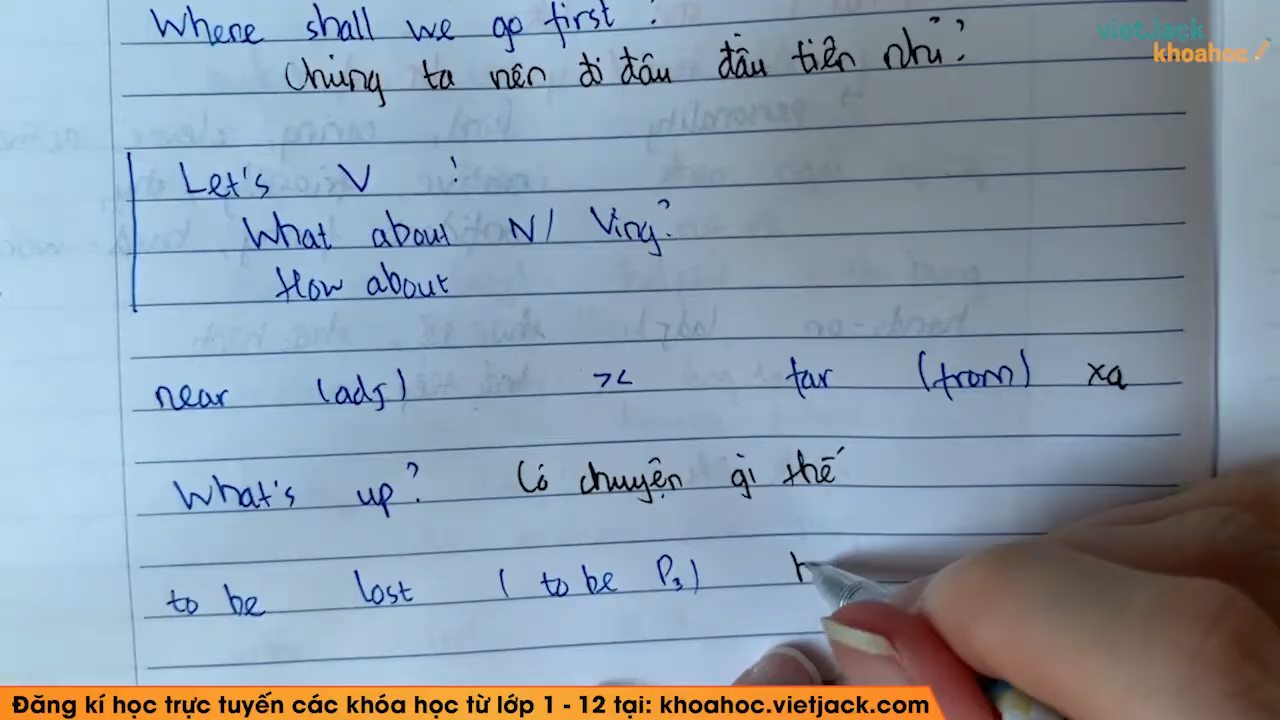 Where shall we go first?
Chúng ta nên đi đâu đầu tiên nhỉ?
Let's V !
What about N/ Ving?
How about
near (adj) >< far (from) xa
What's up? Có chuyện gì thế
to be lost (to be P3)
vietjack
khoahoc
Đăng kí học trực tuyến các khóa học từ lớp 1 - 12 tại: khoahoc.vietjack.com